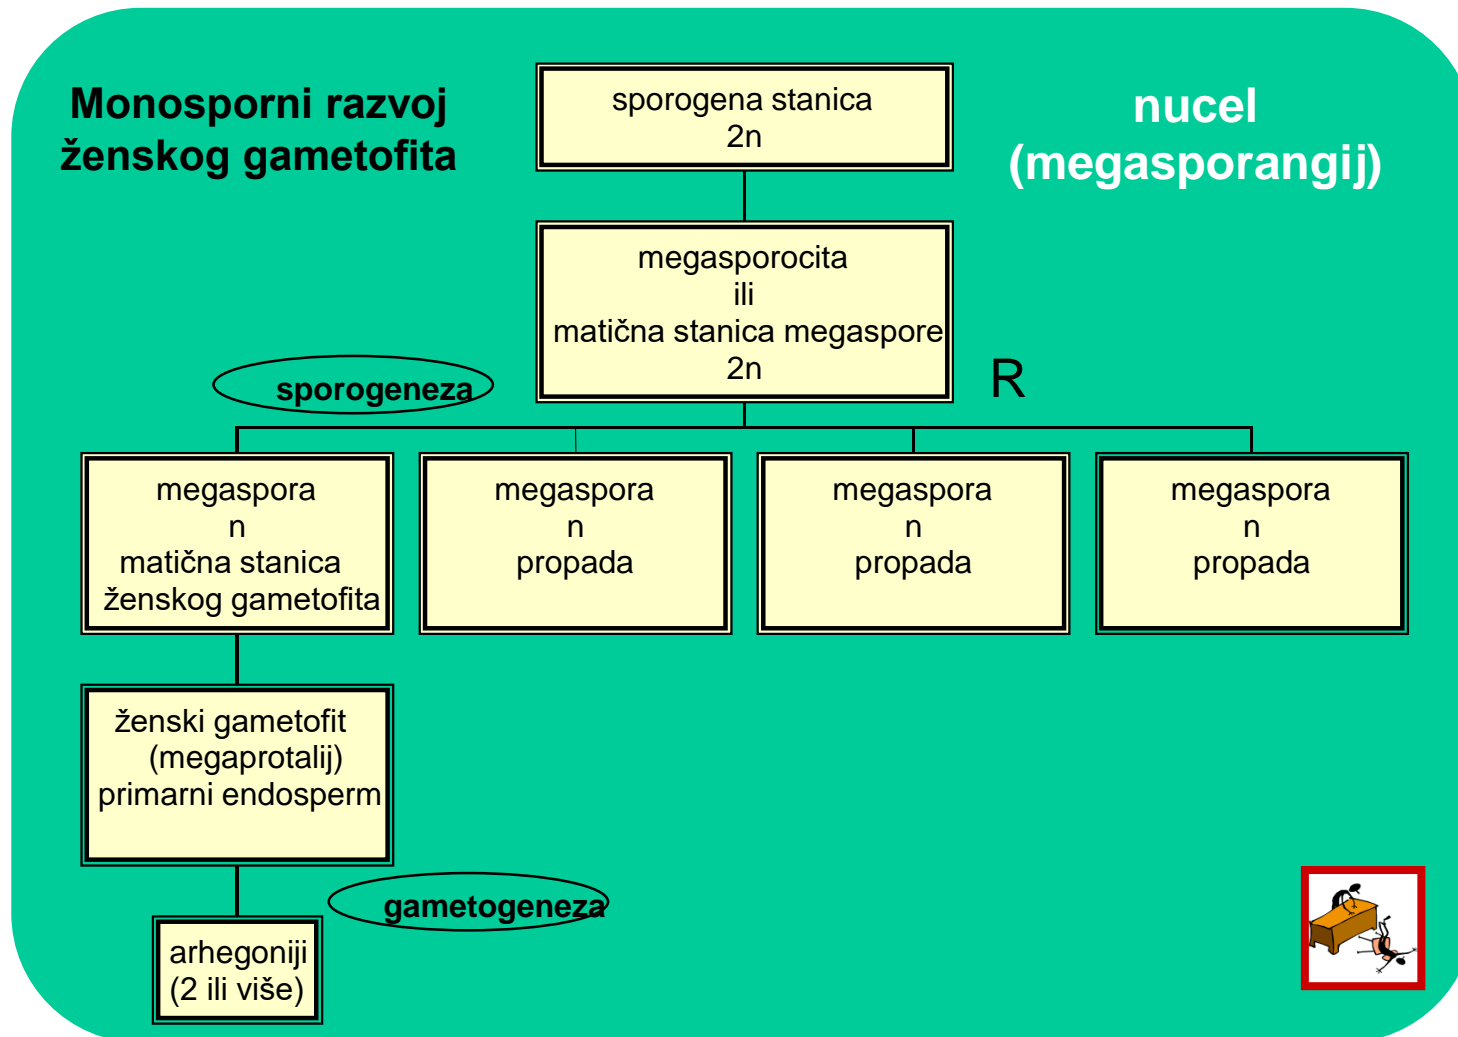 Monosporni razvoj
ženskog gametofita
nucel
(megasporangij)
sporogena stanica
2n
megasporocita
ili
matična stanica megaspore
2n
R
sporogeneza
megaspora
n
matična stanica
ženskog gametofita
megaspora
n
propada
megaspora
n
propada
megaspora
n
propada
ženski gametofit
(megaprotalij)
primarni endosperm
gametogeneza
arhegoniji
(2 ili više)